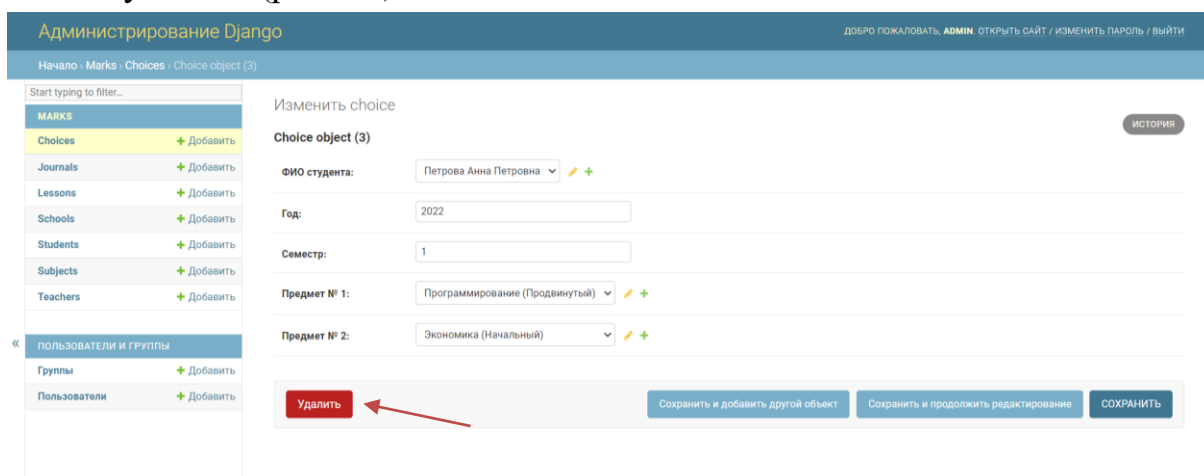 Администрирование Django
ДОБРО ПОЖАЛОВАТЬ, ADMIN. ОТКРЫТЬ САЙТ / ИЗМЕНИТЬ ПАРОЛЬ / ВЫЙТИ
Начало › Marks › Choices › Choice object (3)
Start typing to filter...
MARKS
Choices + Добавить
Journals + Добавить
Lessons + Добавить
Schools + Добавить
Students + Добавить
Subjects + Добавить
Teachers + Добавить
«
ПОЛЬЗОВАТЕЛИ И ГРУППЫ
Группы + Добавить
Пользователи + Добавить
Изменить choice
ИСТОРИЯ
Choice object (3)
ФИО студента: Петрова Анна Петровна
Год: 2022
Семестр: 1
Предмет № 1: Программирование (Продвинутый)
Предмет № 2: Экономика (Начальный)
Удалить
Сохранить и добавить другой объект
Сохранить и продолжить редактирование
СОХРАНИТЬ